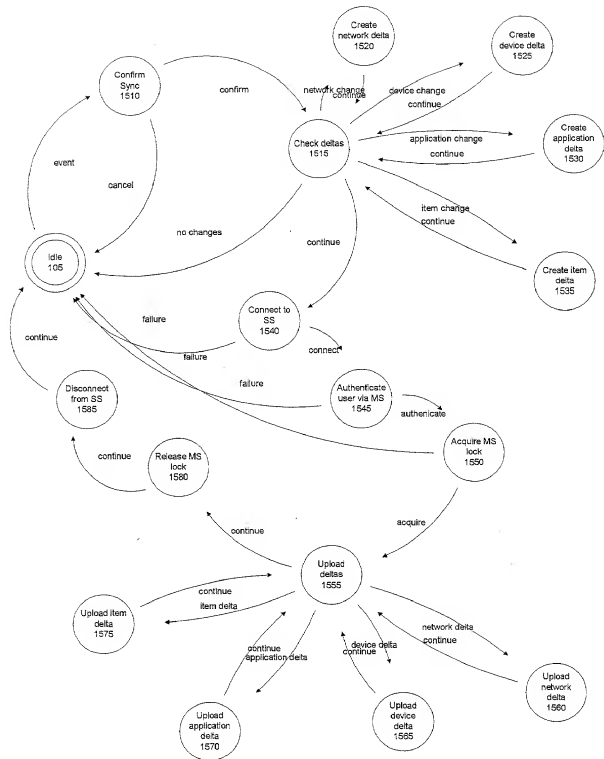 Create
network delta
1520
Create
device delta
1525
Confirm
Sync
1510
confirm
network change
continue
device change
continue
Check deltas
1515
application change
continue
Create
application
delta
1530
event
cancel
item change
continue
no changes
continue
Idle
105
Create item
delta
1535
Connect to
SS
1540
failure
connect
failure
continue
failure
Disconnect
from SS
1585
Authenticate
user via MS
1545
authenicate
Acquire MS
lock
1550
continue
Release MS
lock
1580
acquire
continue
Upload
deltas
1555
continue
item delta
Upload item
delta
1575
network delta
continue
device delta
continue
continue
application delta
Upload
network
delta
1560
Upload
application
delta
1570
Upload
device
delta
1565